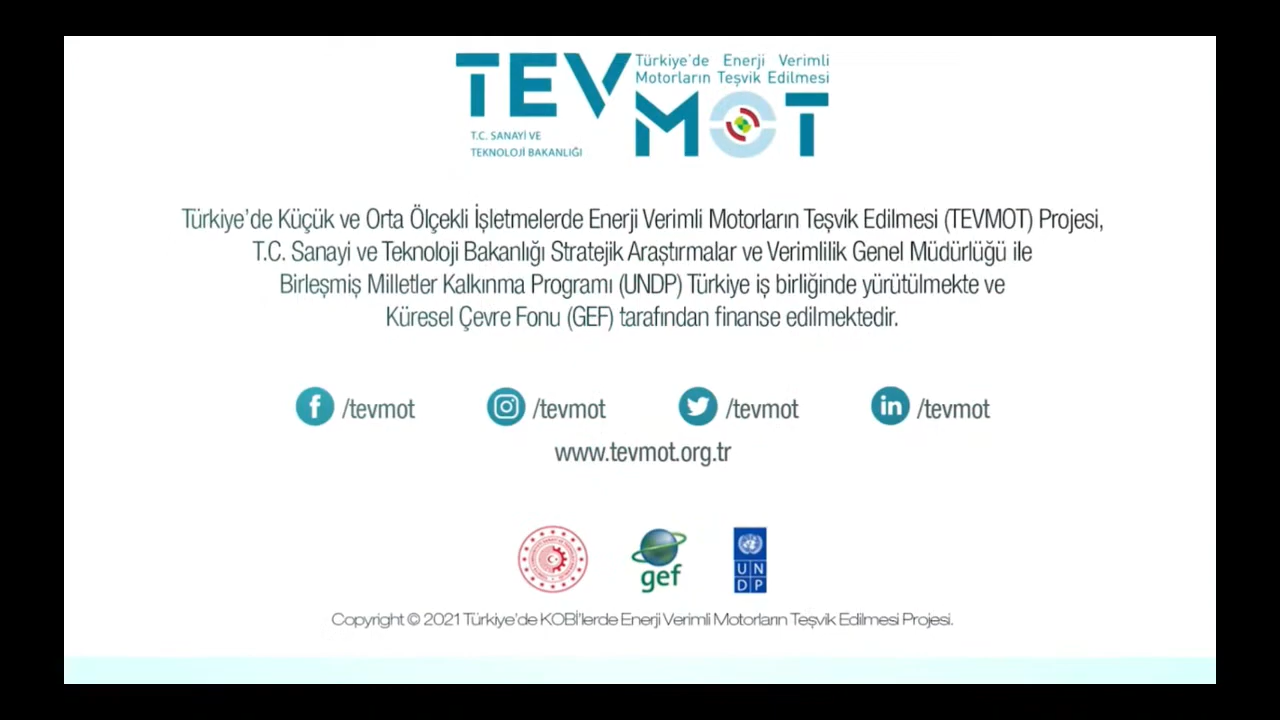 TEVMOT
Türkiye'de Enerji Verimli
Motorların Teşvik Edilmesi
T.C. SANAYİ VE
TEKNOLOJİ BAKANLIĞI
Türkiye'de Küçük ve Orta Ölçekli İşletmelerde Enerji Verimli Motorların Teşvik Edilmesi (TEVMOT) Projesi,
T.C. Sanayi ve Teknoloji Bakanlığı Stratejik Araştırmalar ve Verimlilik Genel Müdürlüğü ile
Birleşmiş Milletler Kalkınma Programı (UNDP) Türkiye iş birliğinde yürütülmekte ve
Küresel Çevre Fonu (GEF) tarafından finanse edilmektedir.
/tevmot /tevmot /tevmot /tevmot
www.tevmot.org.tr
gef
UN
DP
Copyright © 2021 Türkiye'de KOBİ'lerde Enerji Verimli Motorların Teşvik Edilmesi Projesi.